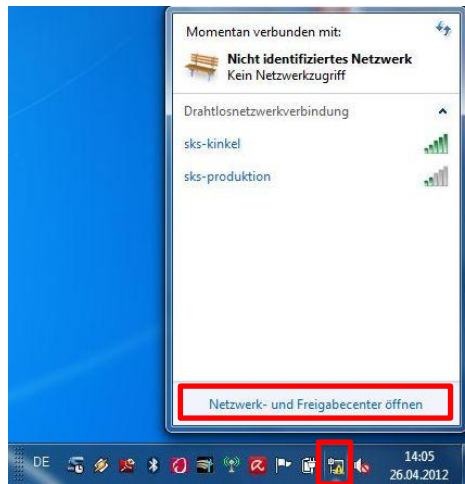 Momentan verbunden mit:
Nicht identifiziertes Netzwerk
Kein Netzwerkzugriff
Drahtlosnetzwerkverbindung
sks-kinkel
sks-produktion
Netzwerk- und Freigabecenter öffnen
DE
14:05
26.04.2012